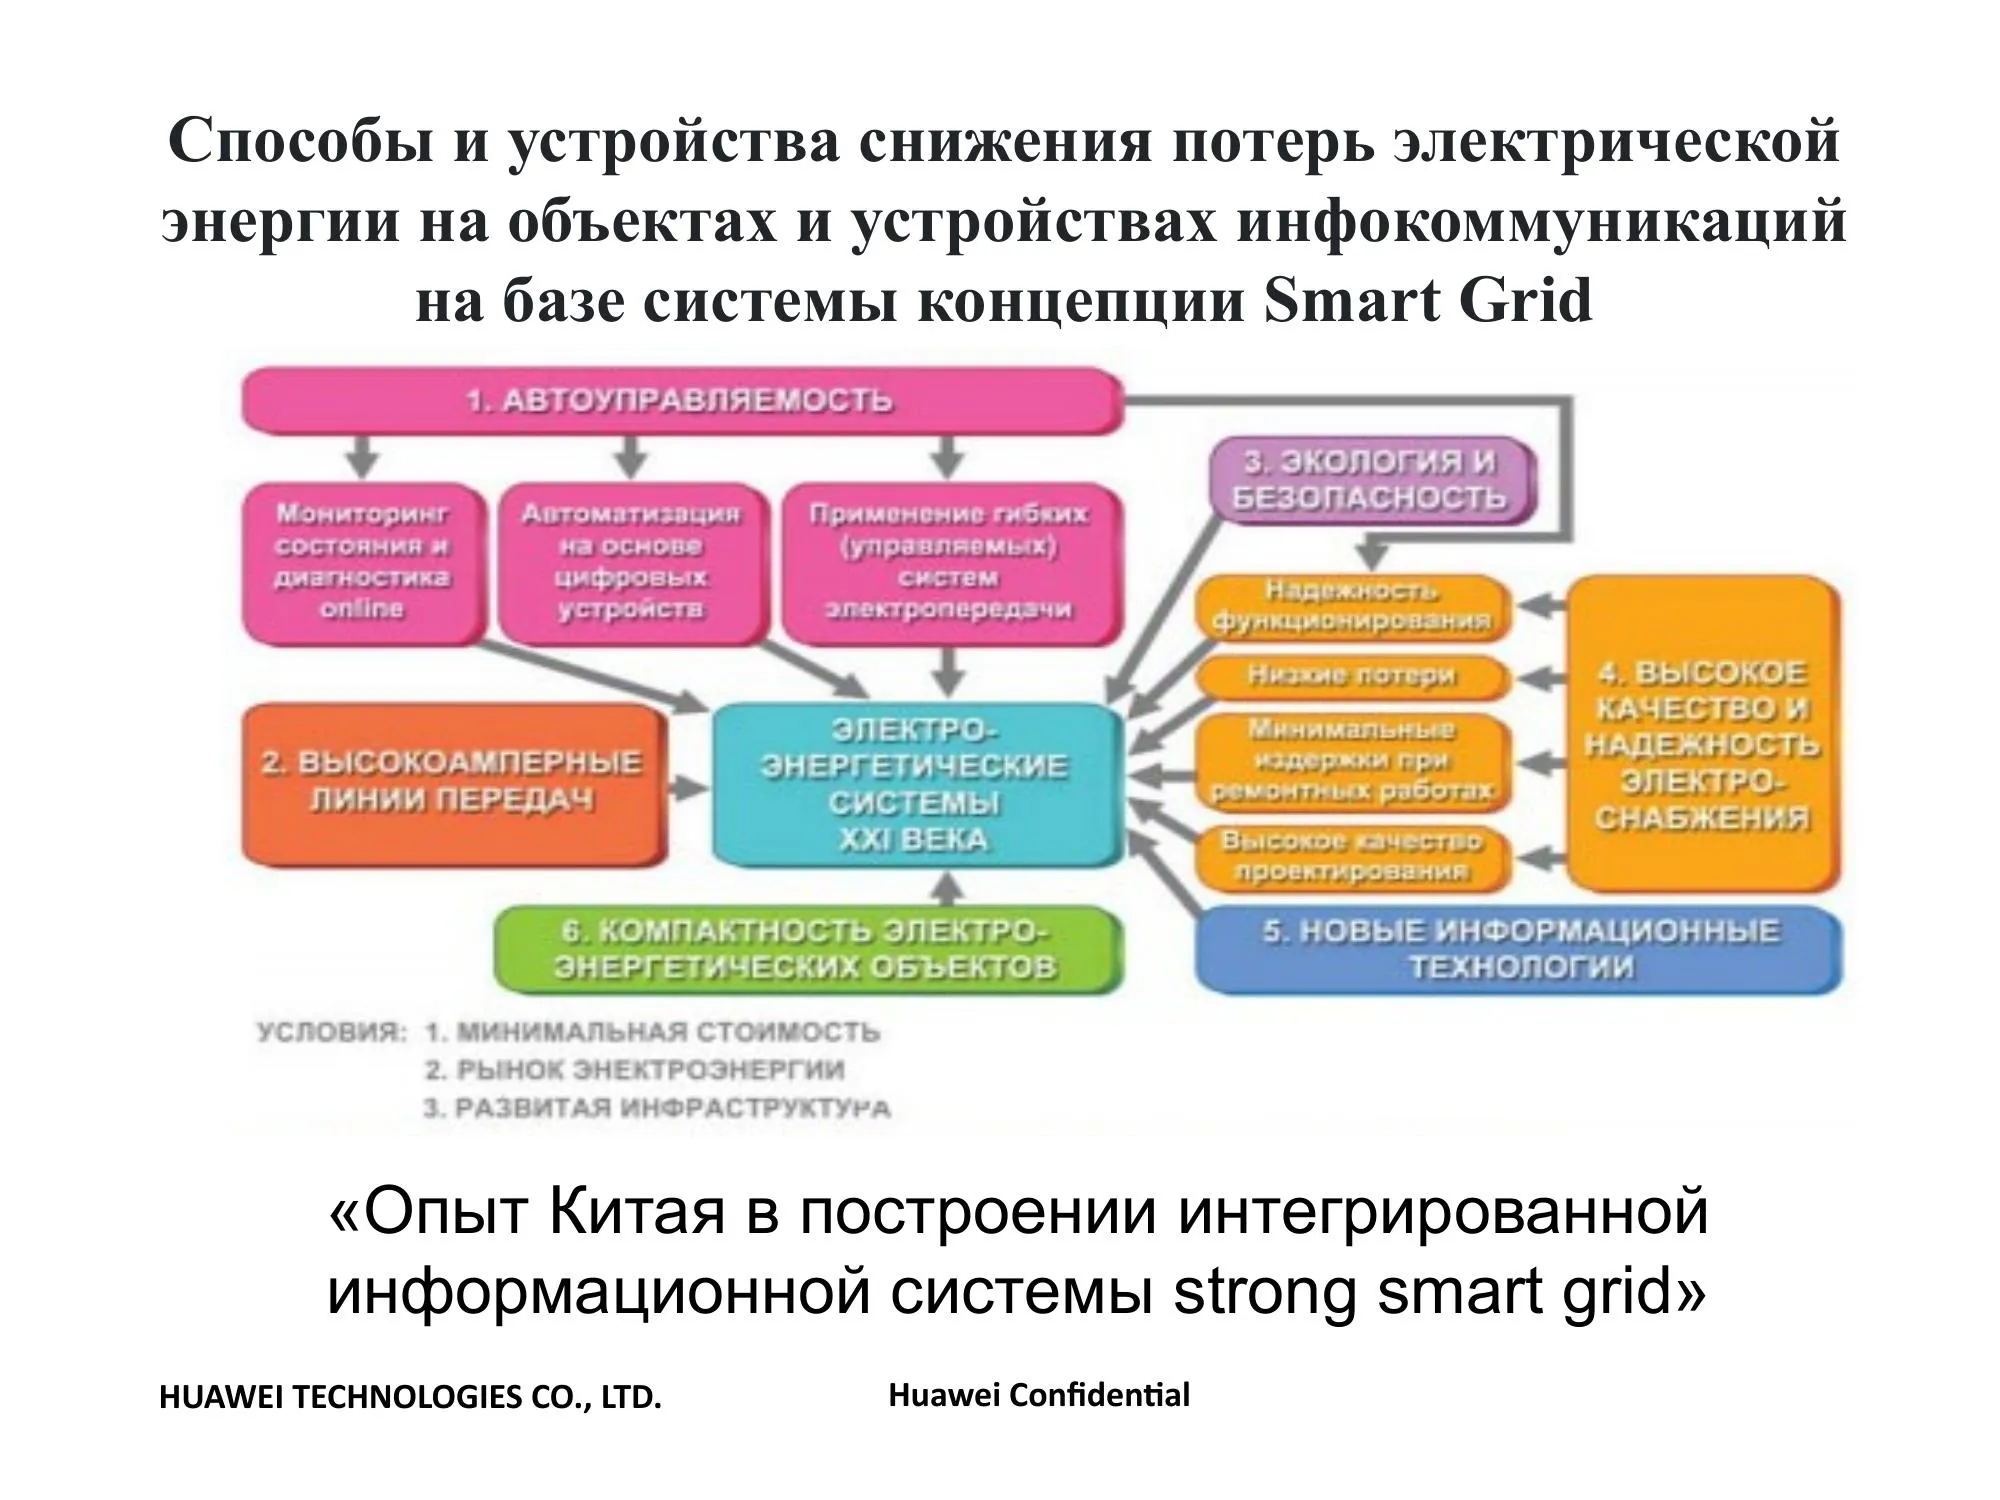 Способы и устройства снижения потерь электрической
энергии на объектах и устройствах инфокоммуникаций
на базе системы концепции Smart Grid
1. АВТОУПРАВЛЯЕМОСТЬ
Мониторинг
состояния и
диагностика
online
Автоматизация
на основе
цифровых
устройств
Применение гибких
(управляемых)
систем
электропередачи
3. ЭКОЛОГИЯ И
БЕЗОПАСНОСТЬ
Надежность
функционирования
Низкие потери
Минимальные
издержки при
ремонтных работах
Высокое качество
проектирования
4. ВЫСОКОЕ
КАЧЕСТВО И
НАДЕЖНОСТЬ
ЭЛЕКТРО-
СНАБЖЕНИЯ
2. ВЫСОКОАМПЕРНЫЕ
ЛИНИИ ПЕРЕДАЧ
ЭЛЕКТРО-
ЭНЕРГЕТИЧЕСКИЕ
СИСТЕМЫ
XXI ВЕКА
6. КОМПАКТНОСТЬ ЭЛЕКТРО-
ЭНЕРГЕТИЧЕСКИХ ОБЪЕКТОВ
5. НОВЫЕ ИНФОРМАЦИОННЫЕ
ТЕХНОЛОГИИ
УСЛОВИЯ: 1. МИНИМАЛЬНАЯ СТОИМОСТЬ
2. РЫНОК ЭНЕКТРОЭНЕРГИИ
3. РАЗВИТАЯ ИНФРАСТРУКТУРА
«Опыт Китая в построении интегрированной
информационной системы strong smart grid»
HUAWEI TECHNOLOGIES CO., LTD.
Huawei Confidential